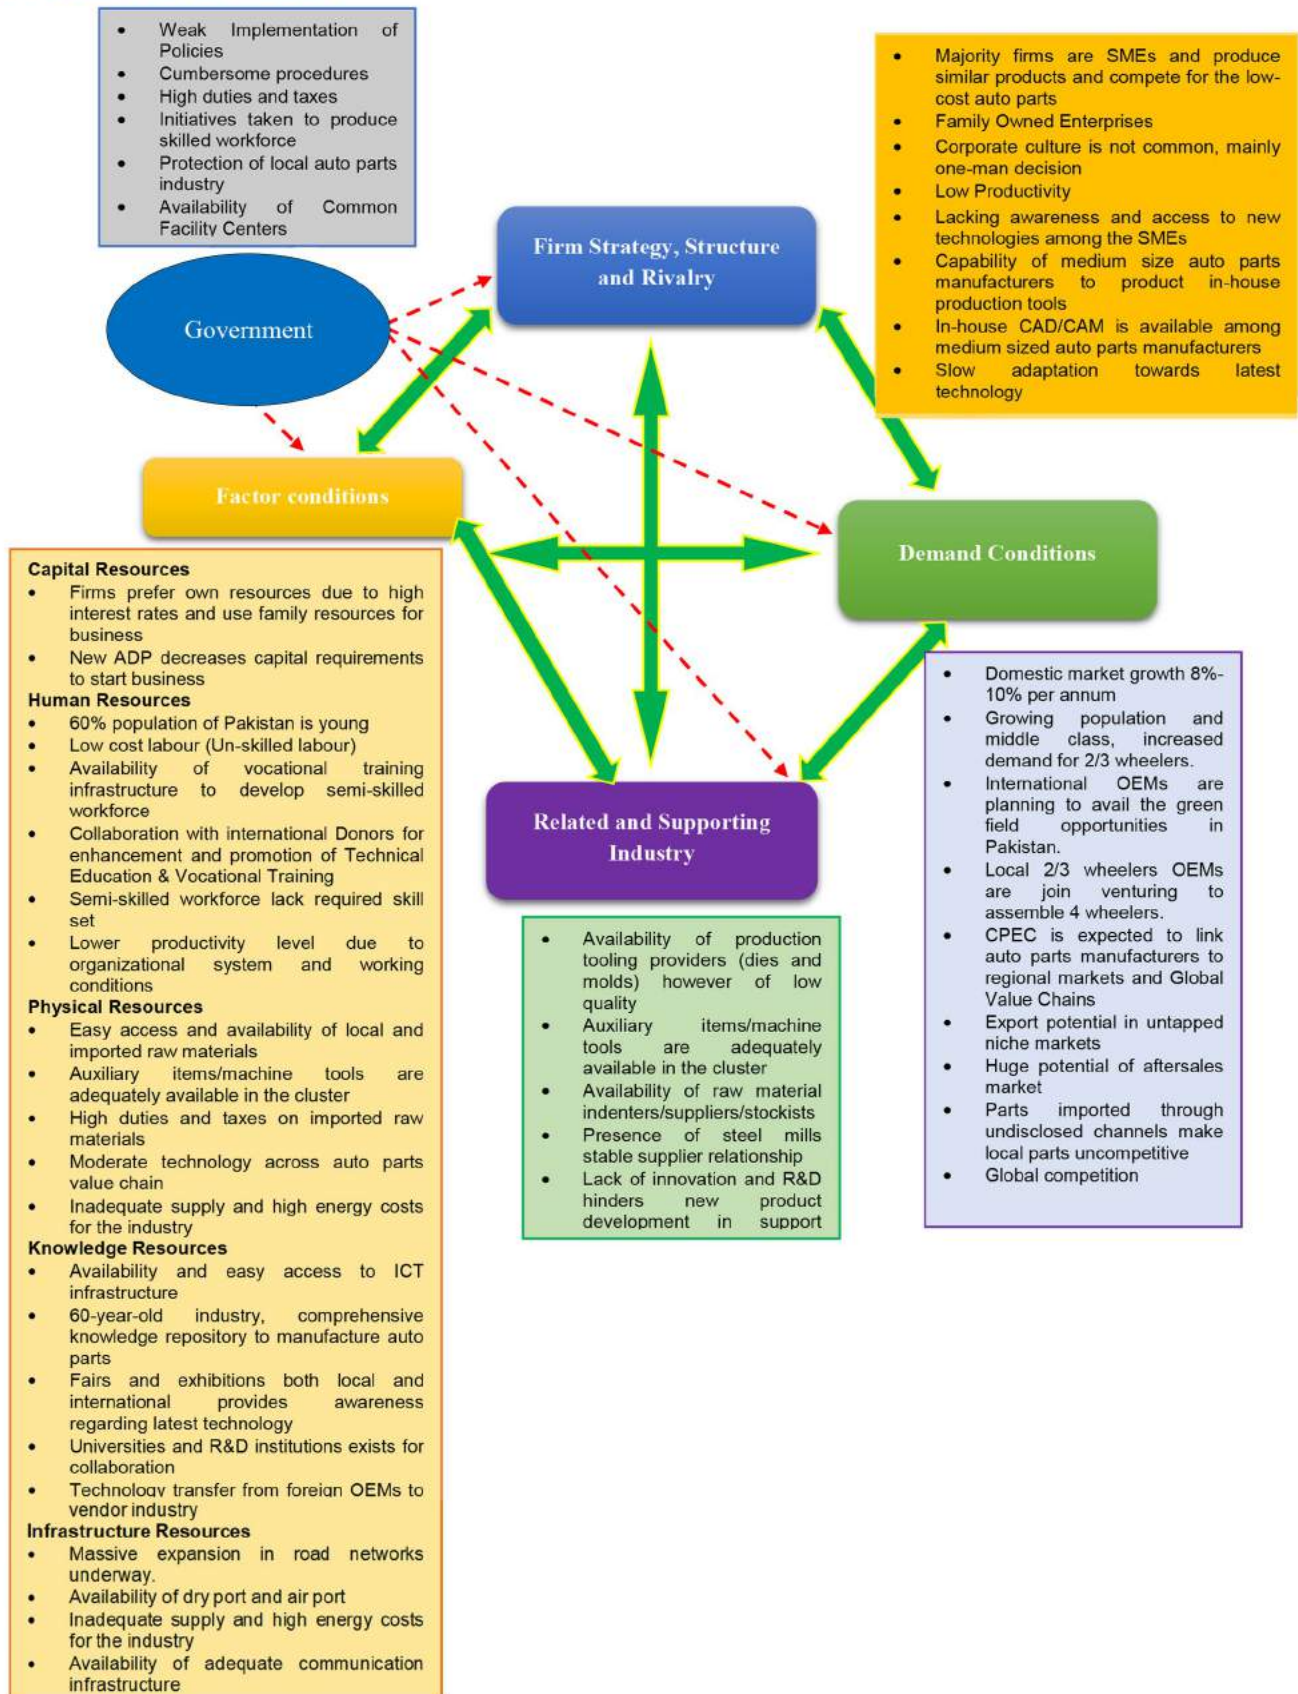 • Weak Implementation of
Policies
• Cumbersome procedures
• High duties and taxes
• Initiatives taken to produce
skilled workforce
• Protection of local auto parts
industry
• Availability of Common
Facility Centers
• Majority firms are SMEs and produce
similar products and compete for the low-
cost auto parts
• Family Owned Enterprises
• Corporate culture is not common, mainly
one-man decision
• Low Productivity
• Lacking awareness and access to new
technologies among the SMEs
• Capability of medium size auto parts
manufacturers to product in-house
production tools
• In-house CAD/CAM is available among
medium sized auto parts manufacturers
• Slow adaptation towards latest
technology
Firm Strategy, Structure
and Rivalry
Government
Factor conditions
Demand Conditions
Capital Resources
• Firms prefer own resources due to high
interest rates and use family resources for
business
• New ADP decreases capital requirements
to start business
Human Resources
• 60% population of Pakistan is young
• Low cost labour (Un-skilled labour)
• Availability of vocational training
infrastructure to develop semi-skilled
workforce
• Collaboration with international Donors for
enhancement and promotion of Technical
Education & Vocational Training
• Semi-skilled workforce lack required skill
set
• Lower productivity level due to
organizational system and working
conditions
Physical Resources
• Easy access and availability of local and
imported raw materials
• Auxiliary items/machine tools are
adequately available in the cluster
• High duties and taxes on imported raw
materials
• Moderate technology across auto parts
value chain
• Inadequate supply and high energy costs
for the industry
Knowledge Resources
• Availability and easy access to ICT
infrastructure
• 60-year-old industry, comprehensive
knowledge repository to manufacture auto
parts
• Fairs and exhibitions both local and
international provides awareness
regarding latest technology
• Universities and R&D institutions exists for
collaboration
• Technology transfer from foreign OEMs to
vendor industry
Infrastructure Resources
• Massive expansion in road networks
underway.
• Availability of dry port and air port
• Inadequate supply and high energy costs
for the industry
• Availability of adequate communication
infrastructure
Related and Supporting
Industry
• Availability of production
tooling providers (dies and
molds) however of low
quality
• Auxiliary items/machine
tools are adequately
available in the cluster
• Availability of raw material
indenters/suppliers/stockists
• Presence of steel mills
stable supplier relationship
• Lack of innovation and R&D
hinders new product
development in support
• Domestic market growth 8%-
10% per annum
• Growing population and
middle class, increased
demand for 2/3 wheelers.
• International OEMs are
planning to avail the green
field opportunities in
Pakistan.
• Local 2/3 wheelers OEMs
are join venturing to
assemble 4 wheelers.
• CPEC is expected to link
auto parts manufacturers to
regional markets and Global
Value Chains
• Export potential in untapped
niche markets
• Huge potential of aftersales
market
• Parts imported through
undisclosed channels make
local parts uncompetitive
• Global competition